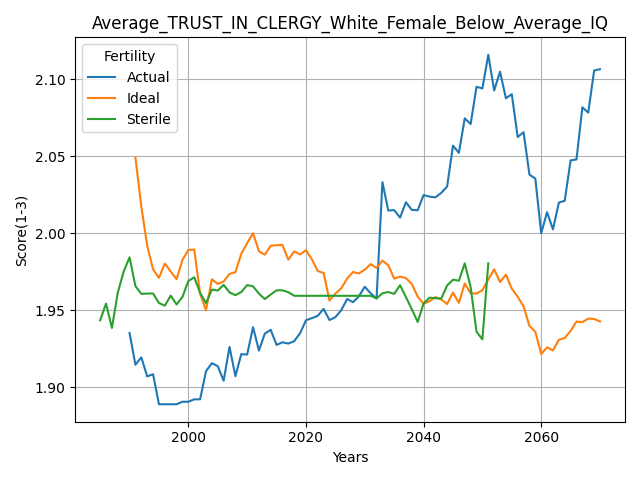 Average_TRUST_IN_CLERGY_White_Female_Below_Average_IQ
Fertility
Actual
Ideal
Sterile
Score(1-3)
2.10
2.05
2.00
1.95
1.90
2000 2020 2040 2060
Years